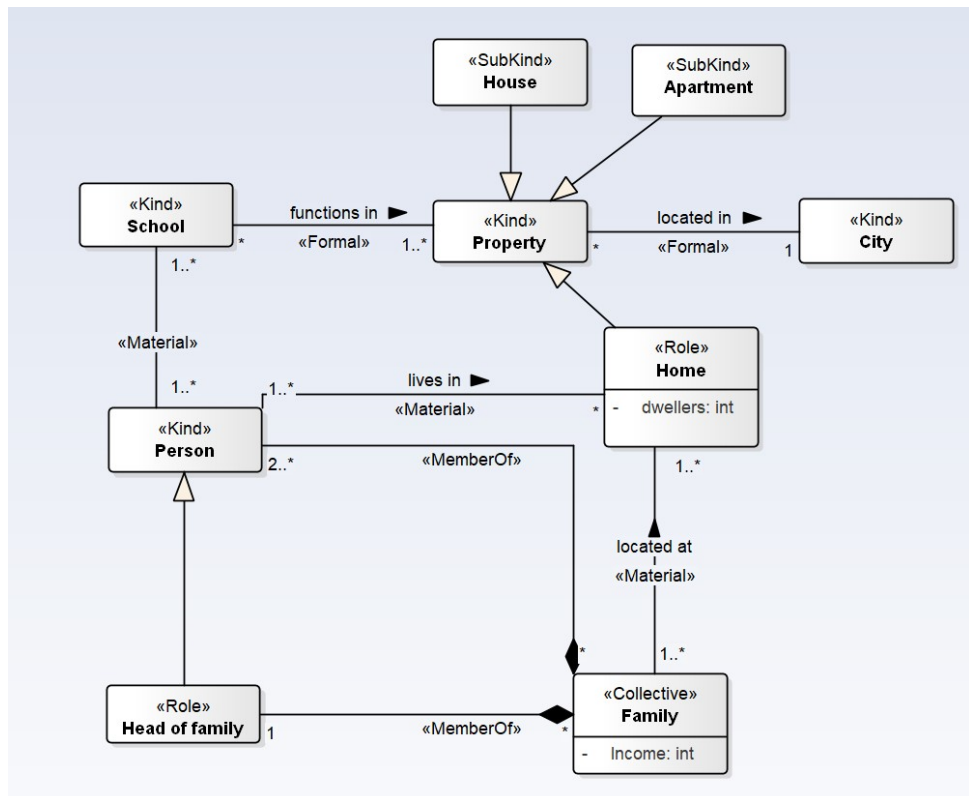 «SubKind»
House
«SubKind»
Apartment
«Kind»
School
functions in
«Formal»
*
1..*
«Kind»
Property
located in
«Formal»
*
1
«Kind»
City
1..*
«Material»
1..*
«Role»
Home
- dwellers: int
1..*
lives in
«Material»
*
«Kind»
Person
2..*
«MemberOf»
*
1..*
located at
«Material»
1..*
«Role»
Head of family
1
«MemberOf»
*
«Collective»
Family
- Income: int